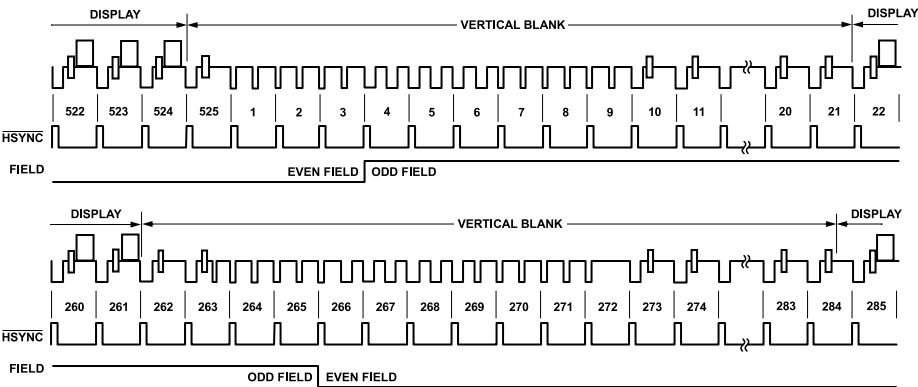 DISPLAY VERTICAL BLANK DISPLAY
522 523 524 525 1 2 3 4 5 6 7 8 9 10 11 20 21 22
HSYNC
FIELD EVEN FIELD ODD FIELD
DISPLAY VERTICAL BLANK DISPLAY
260 261 262 263 264 265 266 267 268 269 270 271 272 273 274 283 284 285
HSYNC
FIELD ODD FIELD EVEN FIELD